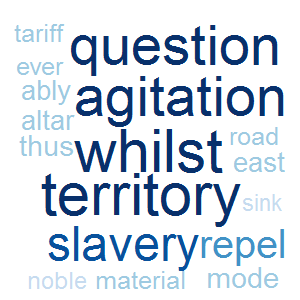 tariff question
ever
ably agitation
altar
thus whilst road
east
territory sink
slavery repel
noble material mode